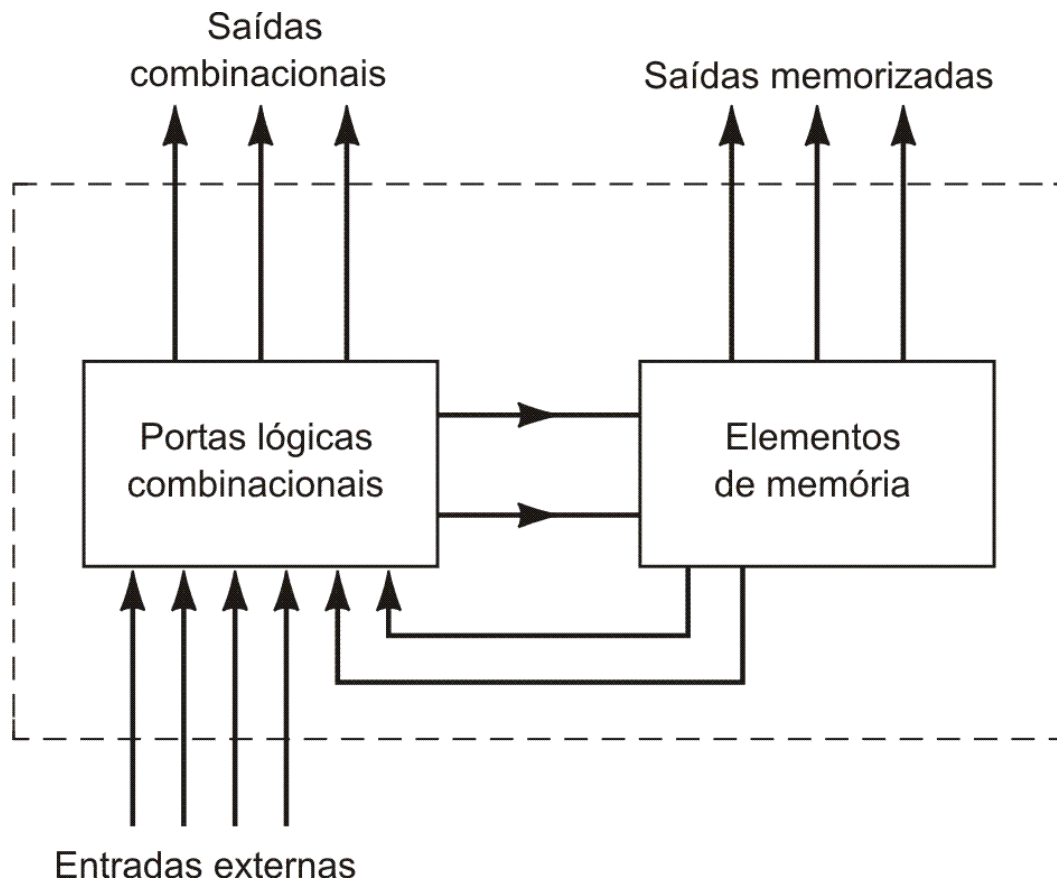 Saídas
combinacionais
Saídas memorizadas
Portas lógicas
combinacionais
Elementos
de memória
Entradas externas